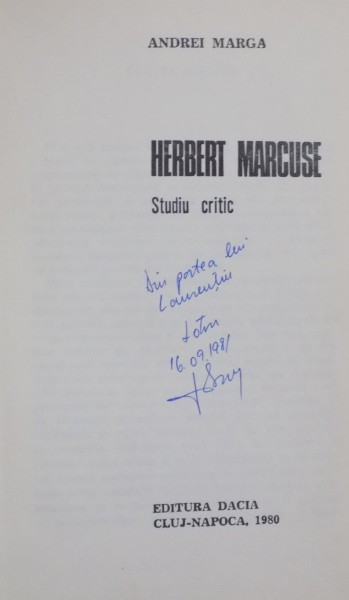 ANDREI MARGA
HERBERT MARCUSE
Studiu critic
Din partea lui
Laurențiu
16.09.1981
EDITURA DACIA
CLUJ-NAPOCA, 1980